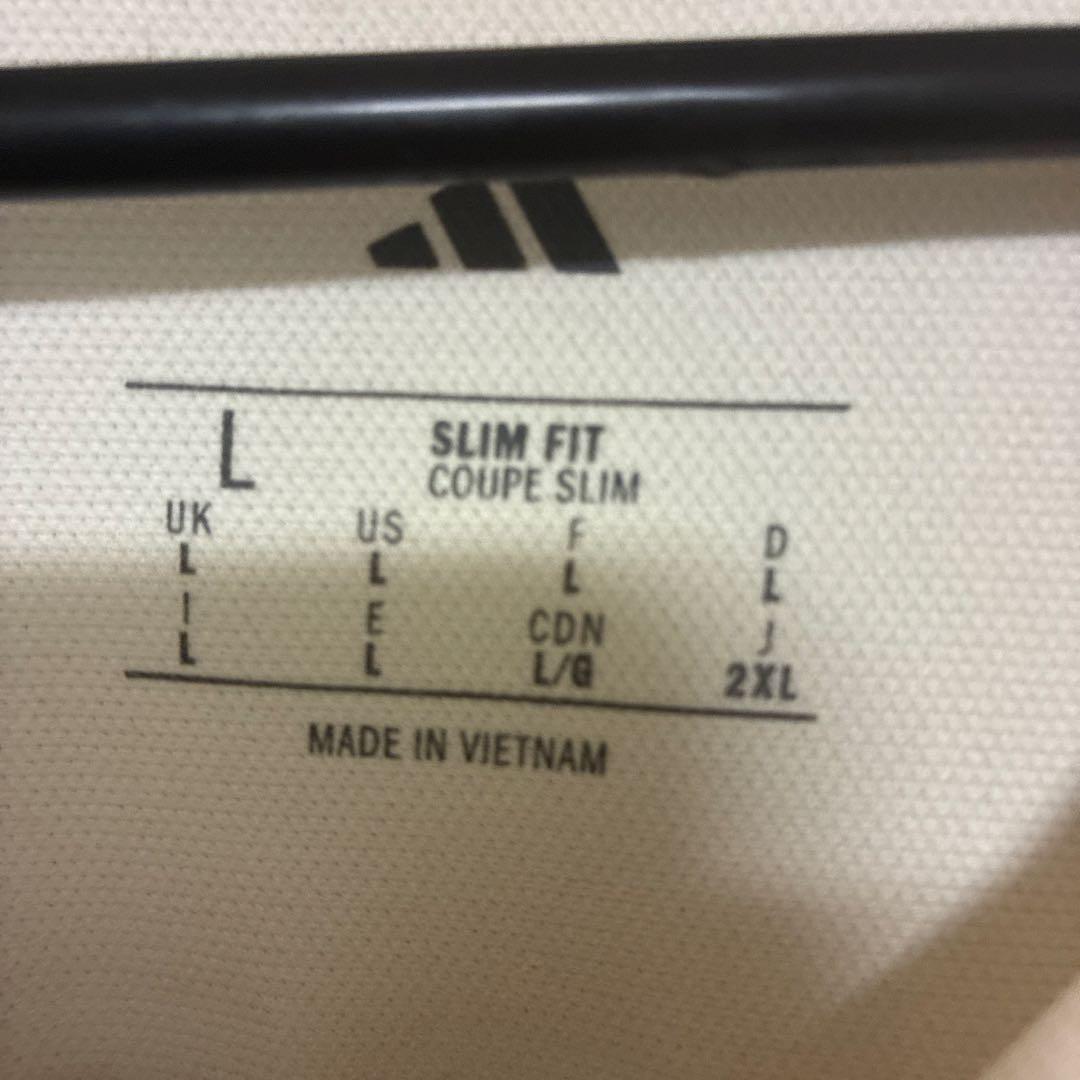 L SLIM FIT
COUPE SLIM
UK US F D
L L L L
I E CDN J
L L L/G 2XL
MADE IN VIETNAM